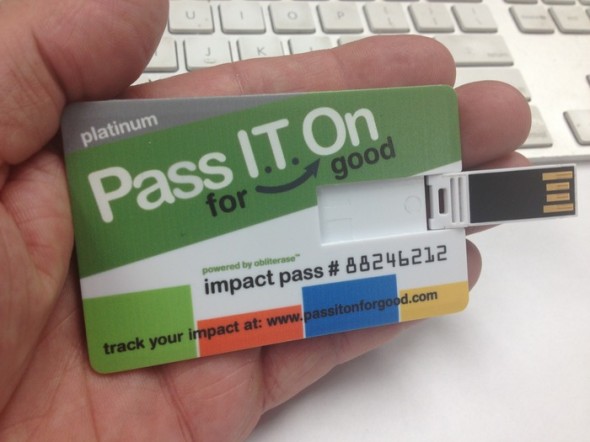 platinum
Pass I.T. On
for good
powered by obliterase™
impact pass # 88246212
track your impact at: www.passitonforgood.com